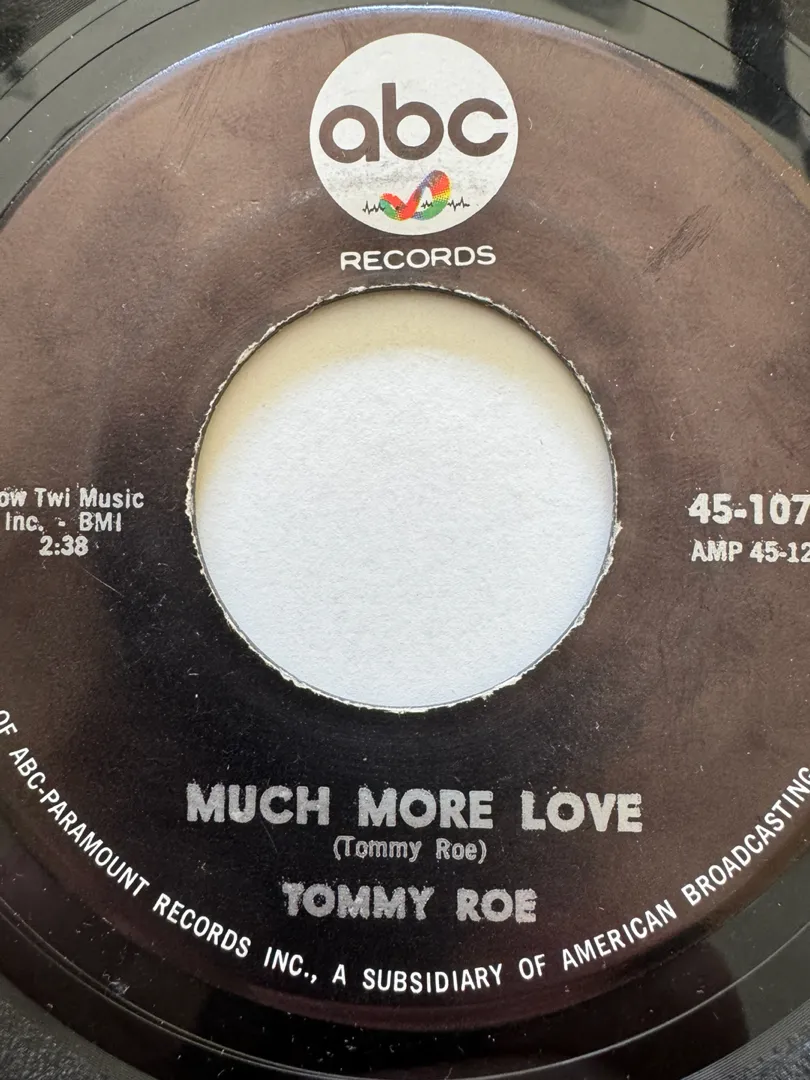 abc
RECORDS
ow Twi Music
Inc. - BMI
2:38
45-107
AMP 45-12
MUCH MORE LOVE
(Tommy Roe)
TOMMY ROE
OF ABC-PARAMOUNT RECORDS INC., A SUBSIDIARY OF AMERICAN BROADCASTING